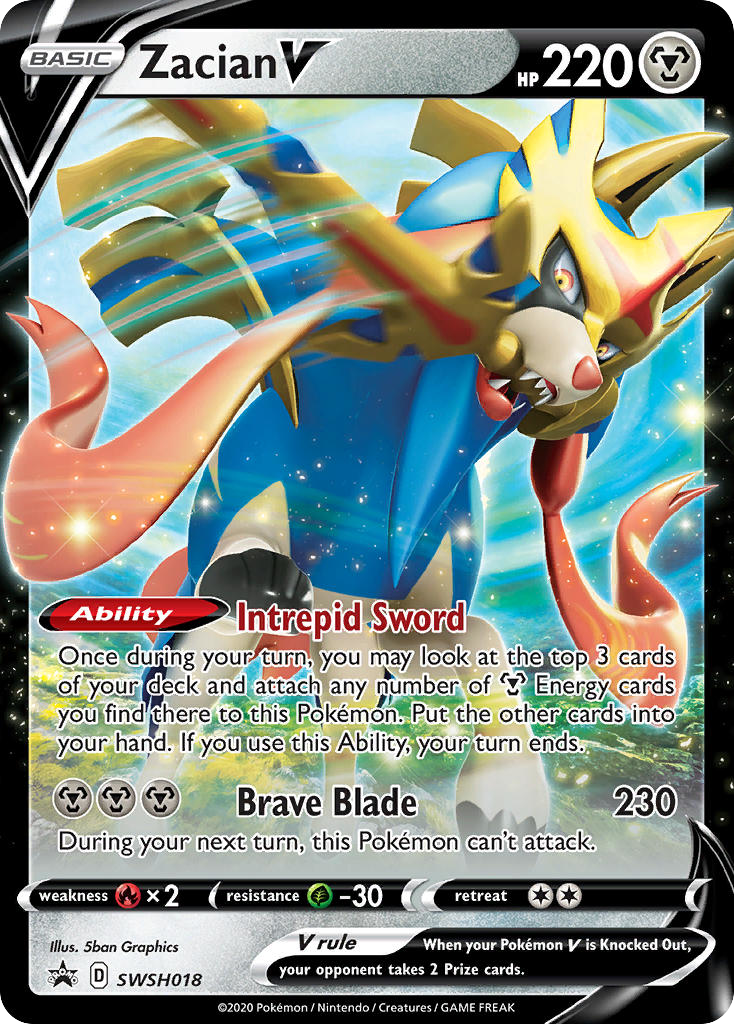 BASIC Zacian V HP 220
Ability Intrepid Sword
Once during your turn, you may look at the top 3 cards
of your deck and attach any number of Energy cards
you find there to this Pokémon. Put the other cards into
your hand. If you use this Ability, your turn ends.
Brave Blade 230
During your next turn, this Pokémon can't attack.
weakness ×2 resistance -30 retreat
Illus. 5ban Graphics
V rule When your Pokémon V is Knocked Out,
your opponent takes 2 Prize cards.
PROMO D SWSH018
©2020 Pokémon / Nintendo / Creatures / GAME FREAK